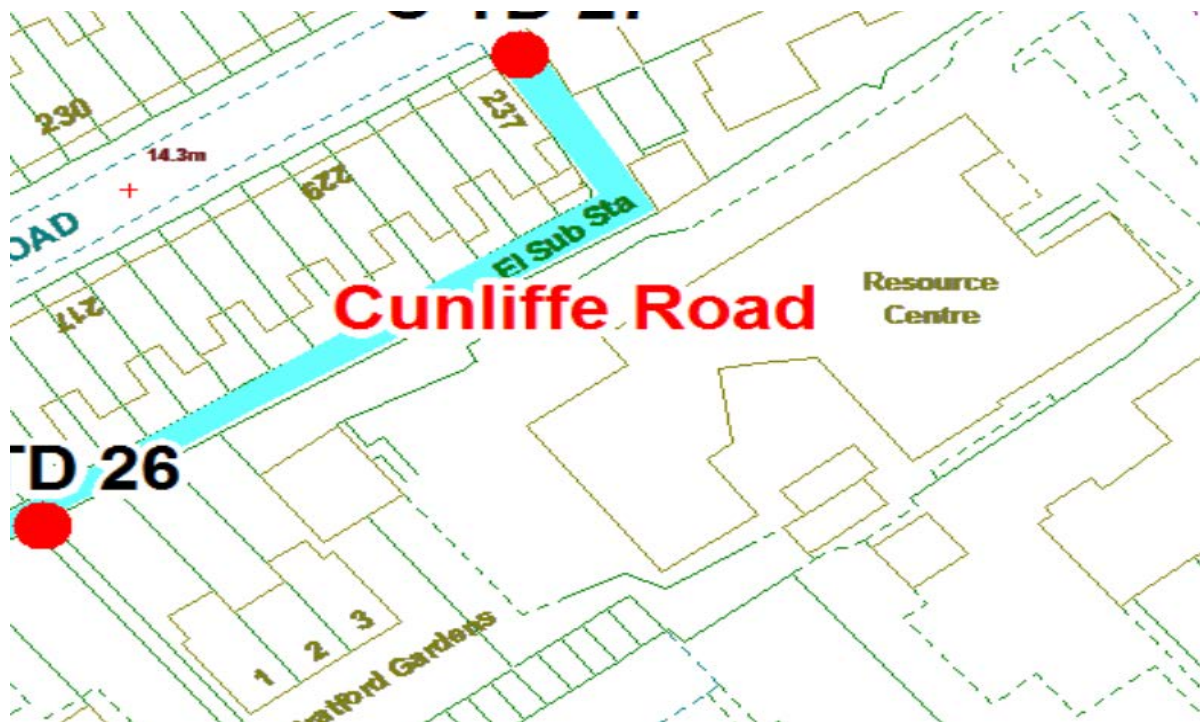 230
14.3m
237
229
OAD
El Sub Sta
217
Cunliffe Road
Resource
Centre
TD 26
1
2
3
ratford Gardens